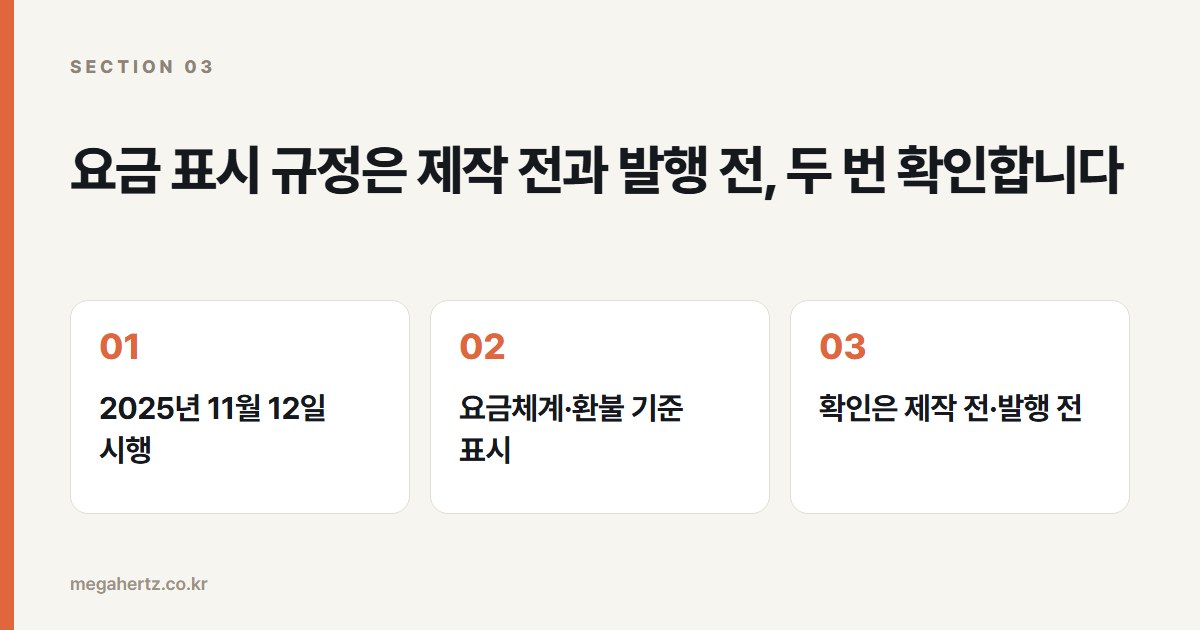 SECTION 03
요금 표시 규정은 제작 전과 발행 전, 두 번 확인합니다
01
2025년 11월 12일
시행
02
요금체계·환불 기준
표시
03
확인은 제작 전·발행 전
megahertz.co.kr